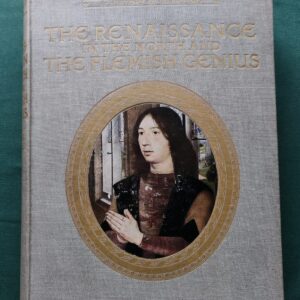 THE RENAISSANCE
IN THE NORTH AND
THE FLEMISH GENIUS